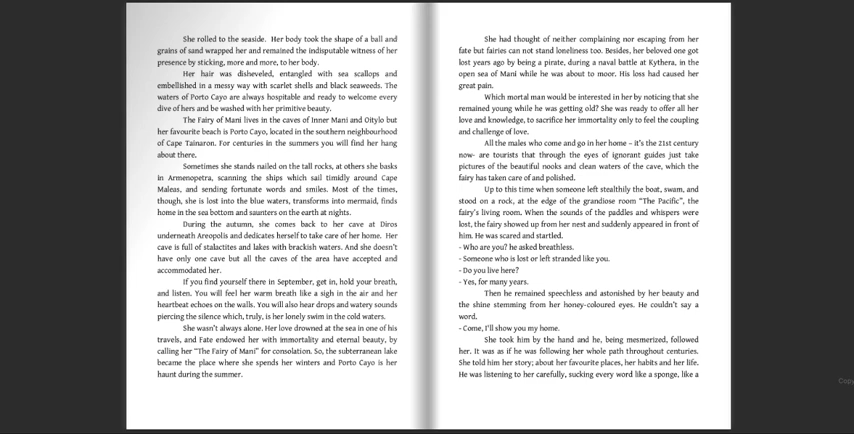 She rolled to the seaside. Her body took the shape of a ball and
grains of sand wrapped her and remained the indisputable witness of her
presence by sticking, more and more, to her body.
Her hair was disheveled, entangled with sea scallops and
embellished in a messy way with scarlet shells and black seaweeds. The
waters of Porto Cayo are always hospitable and ready to welcome every
dive of hers and be washed with her primitive beauty.
The Fairy of Mani lives in the caves of Inner Mani and Oitylo but
her favourite beach is Porto Cayo, located in the southern neighbourhood
of Cape Tainaron. For centuries in the summers you will find her hang
about there.
Sometimes she stands nailed on the tall rocks, at others she basks
in Armenopetra, scanning the ships which sail timidly around Cape
Maleas, and sending fortunate words and smiles. Most of the times,
though, she is lost into the blue waters, transforms into mermaid, finds
home in the sea bottom and saunters on the earth at nights.
During the autumn, she comes back to her cave at Diros
underneath Areopolis and dedicates herself to take care of her home. Her
cave is full of stalactites and lakes with brackish waters. And she doesn't
have only one cave but all the caves of the area have accepted and
accommodated her.
If you find yourself there in September, get in, hold your breath,
and listen. You will feel her warm breath like a sigh in the air and her
heartbeat echoes on the walls. You will also hear drops and watery sounds
piercing the silence which, truly, is her lonely swim in the cold waters.
She wasn't always alone. Her love drowned at the sea in one of his
travels, and Fate endowed her with immortality and eternal beauty, by
calling her "The Fairy of Mani" for consolation. So, the subterranean lake
became the place where she spends her winters and Porto Cayo is her
haunt during the summer.
She had thought of neither complaining nor escaping from her
fate but fairies can not stand loneliness too. Besides, her beloved one got
lost years ago by being a pirate, during a naval battle at Kythera, in the
open sea of Mani while he was about to moor. His loss had caused her
great pain.
Which mortal man would be interested in her by noticing that she
remained young while he was getting old? She was ready to offer all her
love and knowledge, to sacrifice her immortality only to feel the coupling
and challenge of love.
All the males who come and go in her home – it's the 21st century
now- are tourists that through the eyes of ignorant guides just take
pictures of the beautiful nooks and clean waters of the cave, which the
fairy has taken care of and polished.
Up to this time when someone left stealthily the boat, swam, and
stood on a rock, at the edge of the grandiose room "The Pacific", the
fairy's living room. When the sounds of the paddles and whispers were
lost, the fairy showed up from her nest and suddenly appeared in front of
him. He was scared and startled.
- Who are you? he asked breathless.
- Someone who is lost or left stranded like you.
- Do you live here?
- Yes, for many years.
Then he remained speechless and astonished by her beauty and
the shine stemming from her honey-coloured eyes. He couldn't say a
word.
- Come, I'll show you my home.
She took him by the hand and he, being mesmerized, followed
her. It was as if he was following her whole path throughout centuries.
She told him her story; about her favourite places, her habits and her life.
He was listening to her carefully, sucking every word like a sponge, like a
Copy